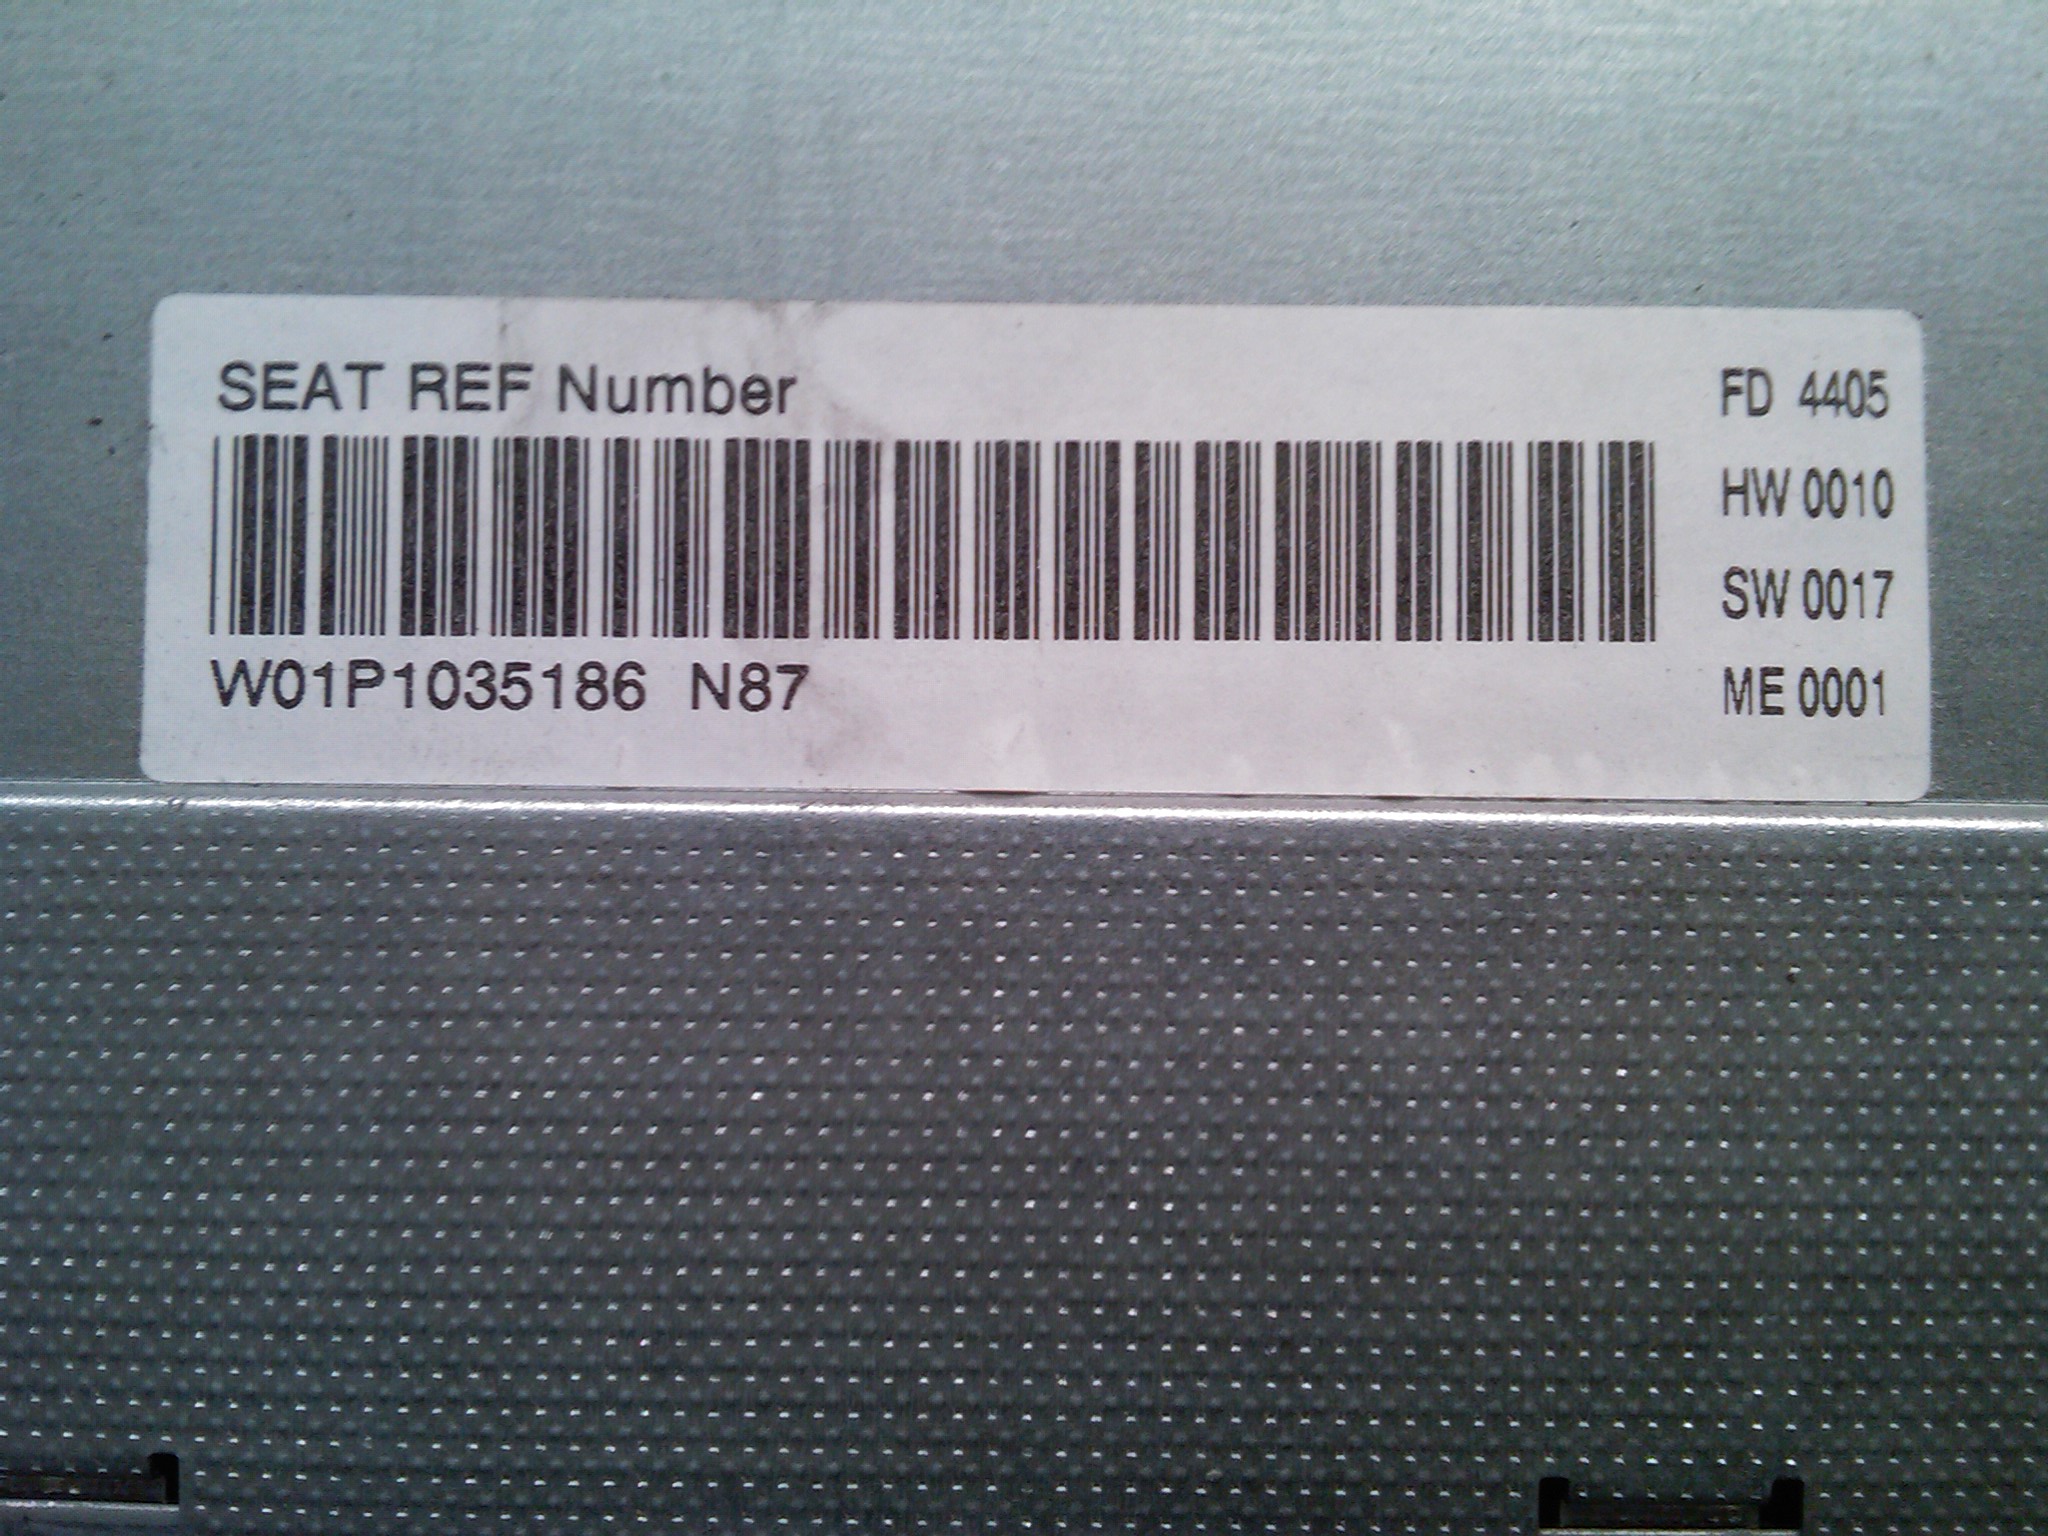 SEAT REF Number
W01P1035186 N87
FD 4405
HW 0010
SW 0017
ME 0001